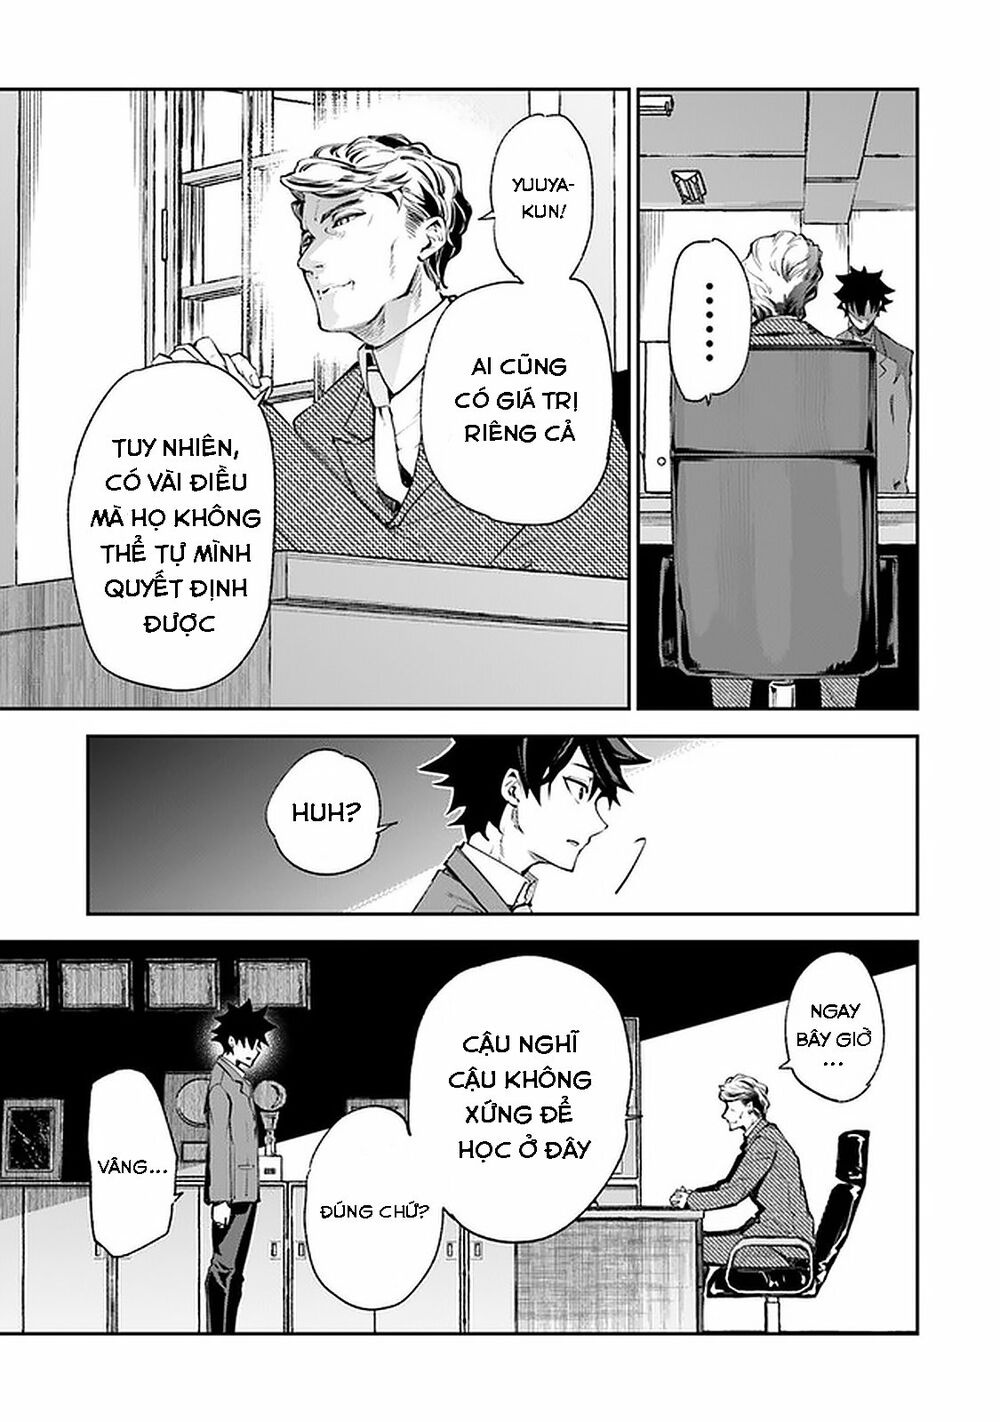 ......
YUUYA-
KUN!
AI CŨNG
CÓ GIÁ TRỊ
RIÊNG CẢ
TUY NHIÊN,
CÓ VÀI ĐIỀU
MÀ HỌ KHÔNG
THỂ TỰ MÌNH
QUYẾT ĐỊNH
ĐƯỢC
HUH?
NGAY
BÂY GIỜ
...
CẬU NGHĨ
CẬU KHÔNG
XỨNG ĐỂ
HỌC Ở ĐÂY
ĐÚNG CHỨ?
VÂNG...